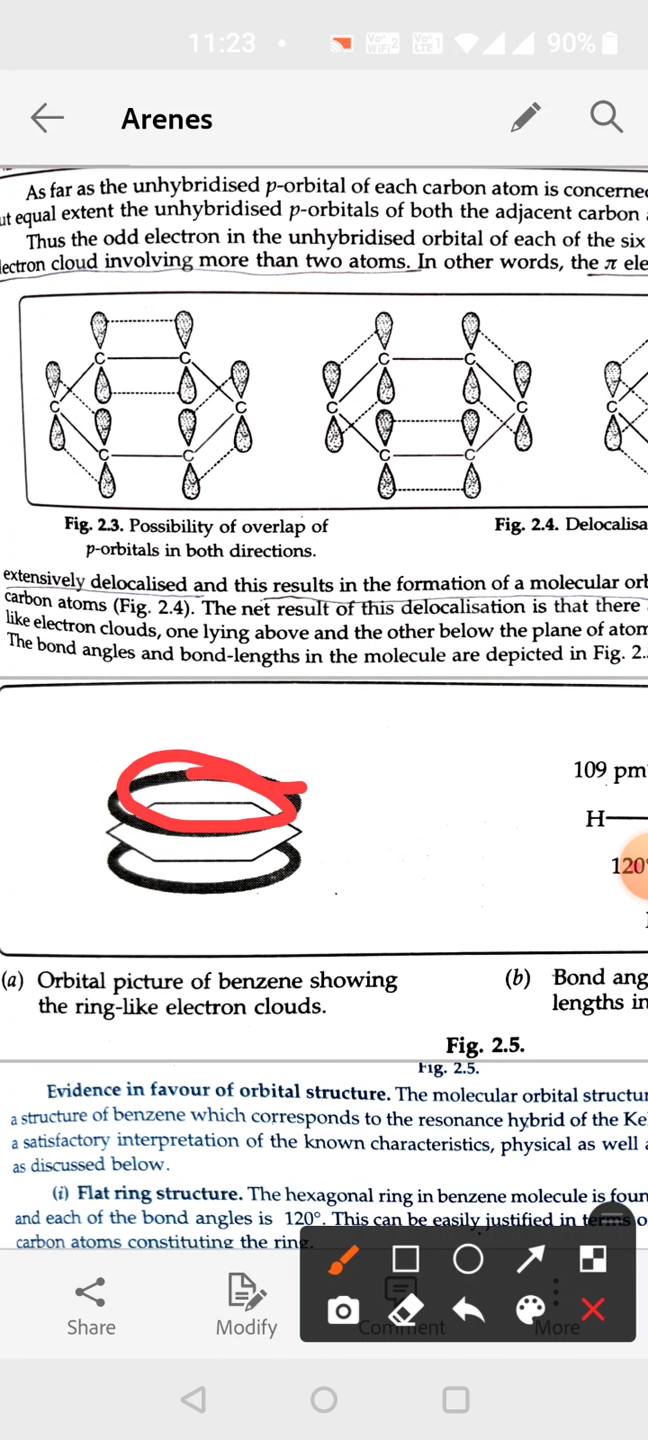 11:23
Vo WiFi 2
Vo LTE 1
90%
Arenes
As far as the unhybridised p-orbital of each carbon atom is concerne
ut equal extent the unhybridised p-orbitals of both the adjacent carbon
Thus the odd electron in the unhybridised orbital of each of the six
lectron cloud involving more than two atoms. In other words, the π ele
C C C C C C
C C C C C C
C
Fig. 2.3. Possibility of overlap of
p-orbitals in both directions.
Fig. 2.4. Delocalisa
extensively delocalised and this results in the formation of a molecular orb
carbon atoms (Fig. 2.4). The net result of this delocalisation is that there
like electron clouds, one lying above and the other below the plane of atom
The bond angles and bond-lengths in the molecule are depicted in Fig. 2.
109 pm
H
120°
(a) Orbital picture of benzene showing
the ring-like electron clouds.
(b) Bond ang
lengths in
Fig. 2.5.
Fig. 2.5.
Evidence in favour of orbital structure. The molecular orbital structur
a structure of benzene which corresponds to the resonance hybrid of the Ke
a satisfactory interpretation of the known characteristics, physical as well a
as discussed below.
(i) Flat ring structure. The hexagonal ring in benzene molecule is foun
and each of the bond angles is 120°. This can be easily justified in terms o
carbon atoms constituting the ring.
Share
Modify
Comment
More